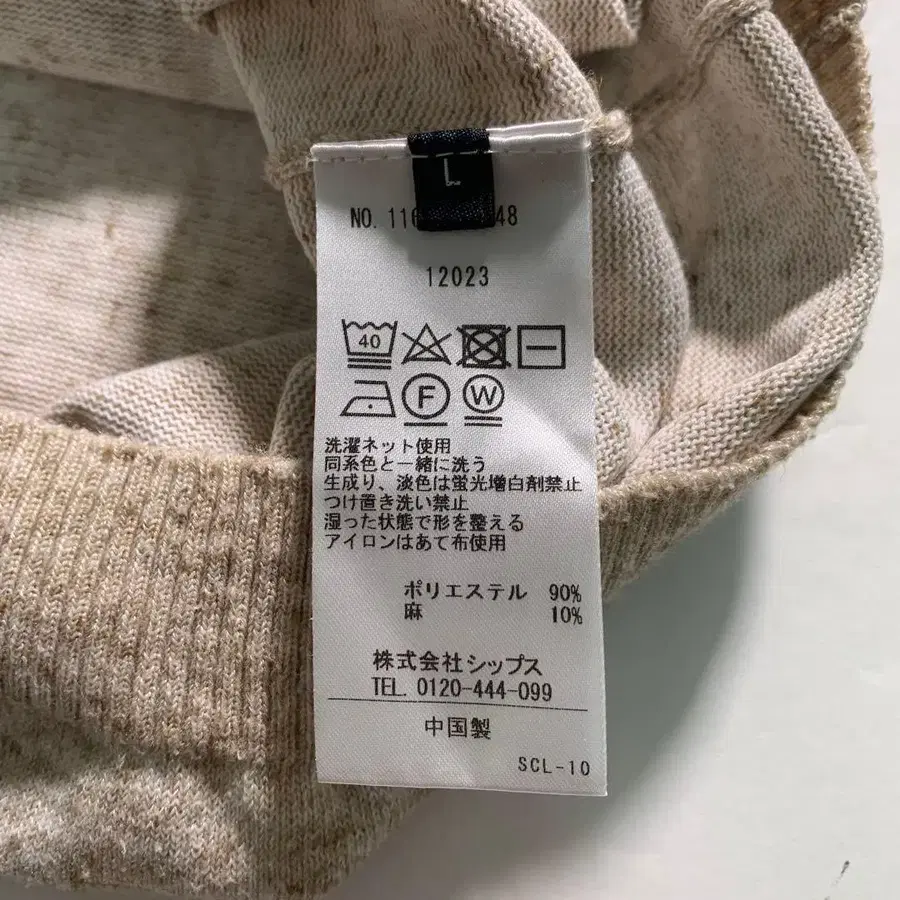 L
NO. 116 48
12023
40
F W
洗濯ネット使用
同系色と一緒に洗う
生成り、淡色は蛍光増白剤禁止
つけ置き洗い禁止
湿った状態で形を整える
アイロンはあて布使用
ポリエステル 90%
麻 10%
株式会社シップス
TEL. 0120-444-099
中国製
SCL-10